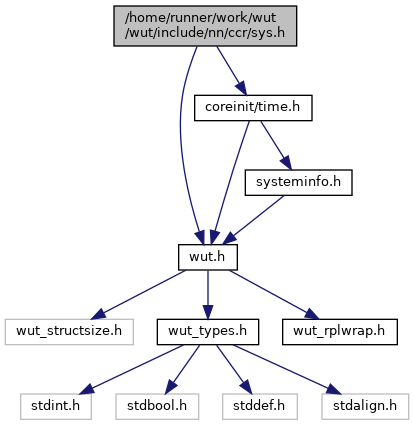 /home/runner/work/wut
/wut/include/nn/ccr/sys.h
coreinit/time.h
systeminfo.h
wut.h
wut_structsize.h
wut_types.h
wut_rplwrap.h
stdint.h
stdbool.h
stddef.h
stdalign.h